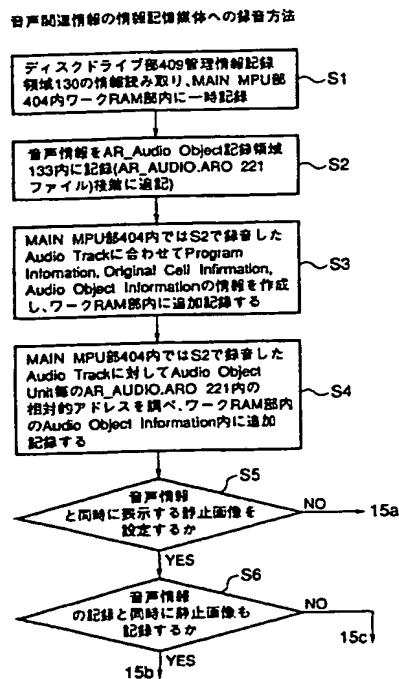 音声関連情報の情報記憶媒体への録音方法
ディスクドライブ部409管理情報記録
領域130の情報読み取り、MAIN MPU部
404内ワークRAM部内に一時記録
S1
音声情報をAR_Audio Object記録領域
133内に記録(AR_AUDIO.ARO 221
ファイル)後端に追記)
S2
MAIN MPU部404内ではS2で録音した
Audio Trackに合わせてProgram
Infomation, Original Cell Infirmation,
Audio Object Informationの情報を作成
し、ワークRAM部内に追加記録する
S3
MAIN MPU部404内ではS2で録音した
Audio Trackに対してAudio Object
Unit毎のAR_AUDIO.ARO 221内の
相対的アドレスを調べ、ワークRAM部内
のAudio Object Information内に追加
記録する
S4
S5
音声情報
と同時に表示する静止画像を
設定するか
NO
15a
YES
S6
音声情報
の記録と同時に静止画像も
記録するか
NO
15c
YES
15b